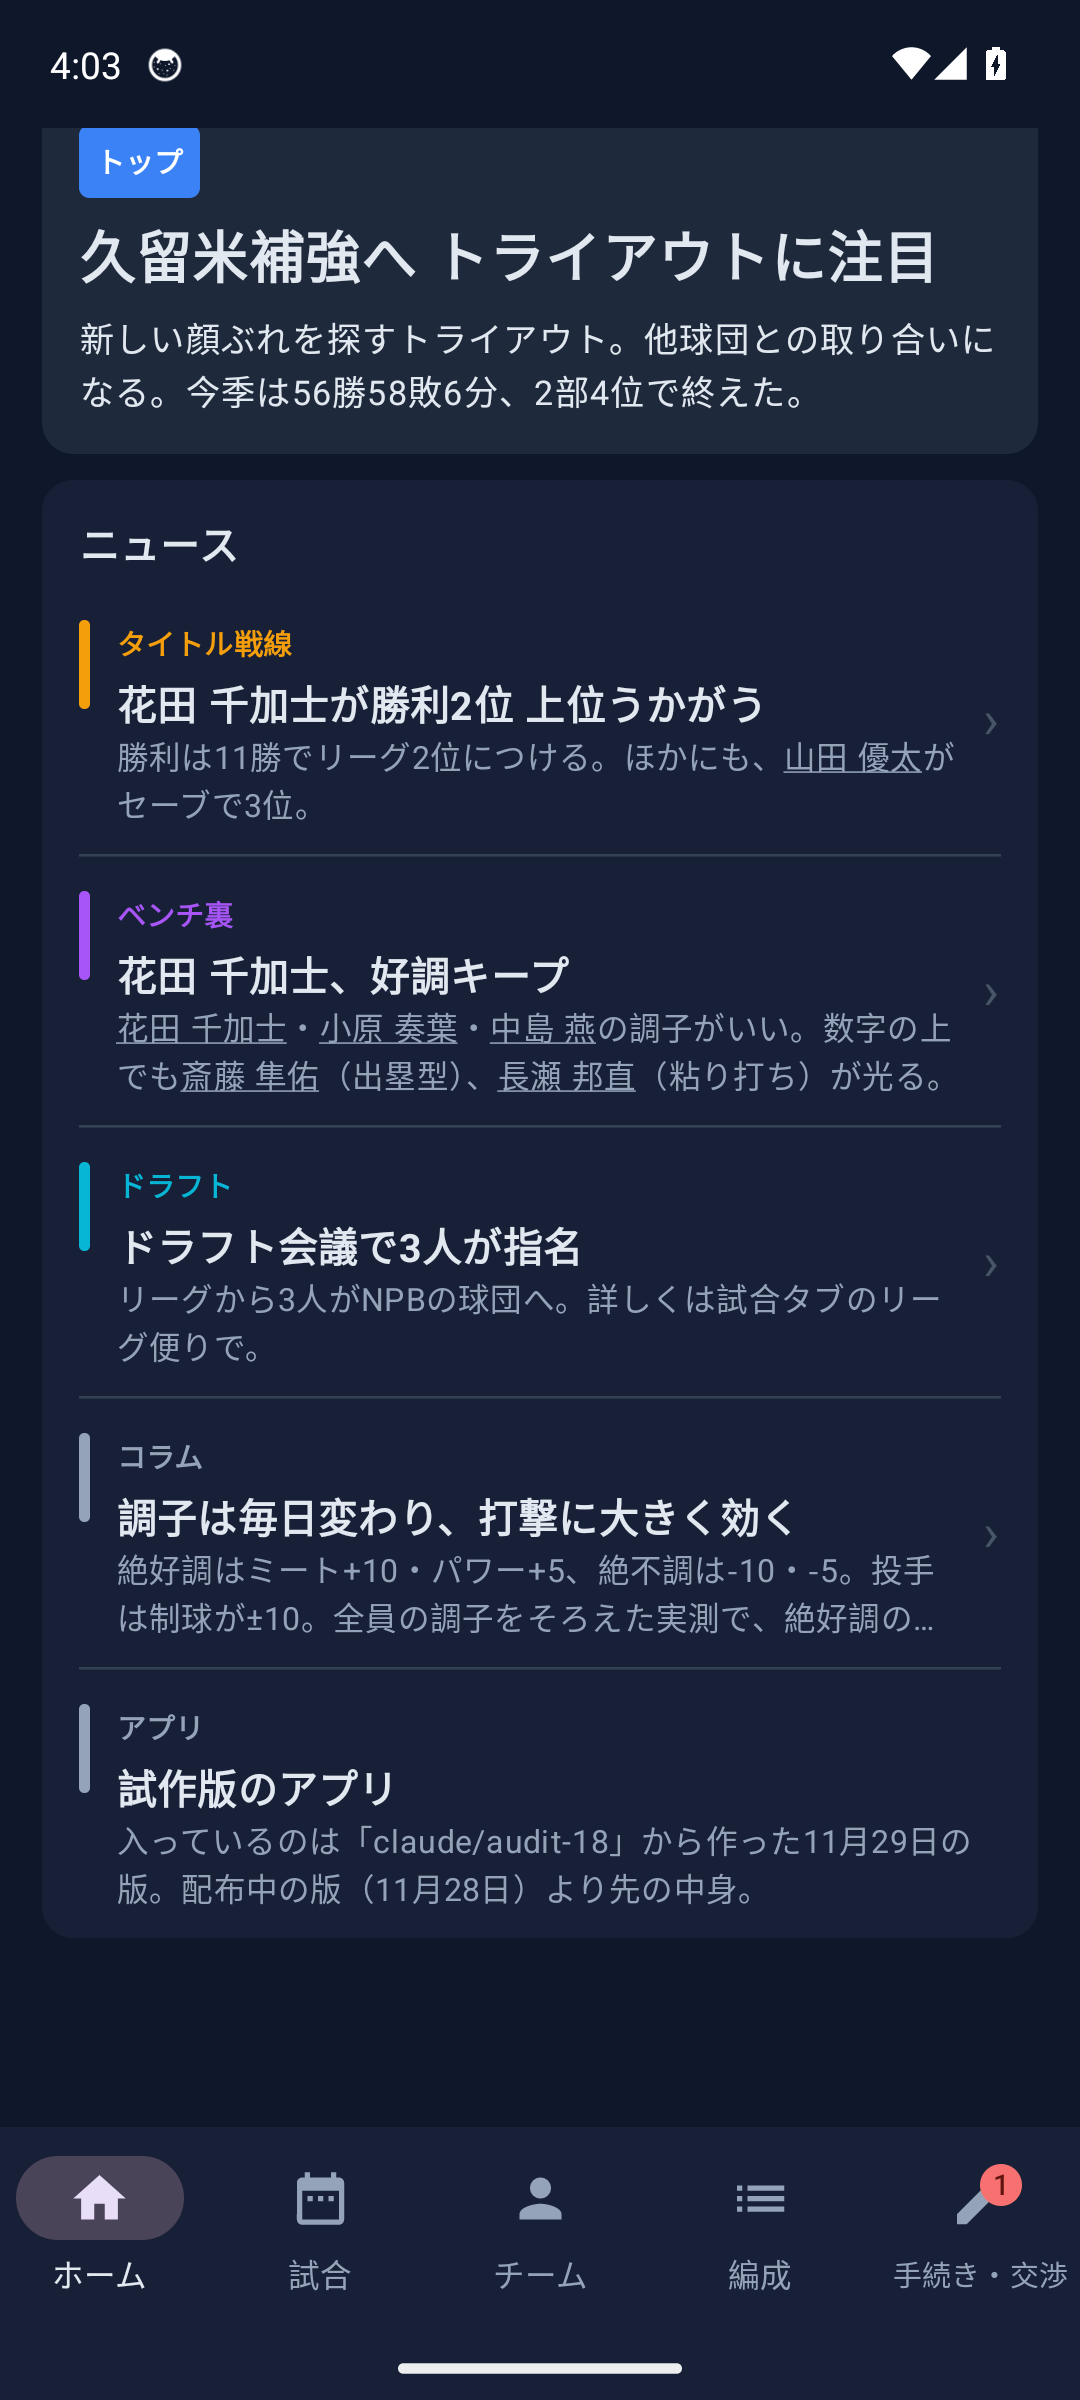 4:03
トップ
久留米補強へ トライアウトに注目
新しい顔ぶれを探すトライアウト。他球団との取り合いに
なる。今季は56勝58敗6分、2部4位で終えた。
ニュース
タイトル戦線
花田 千加士が勝利2位 上位うかがう
勝利は11勝でリーグ2位につける。ほかにも、山田 優太が
セーブで3位。
ベンチ裏
花田 千加士、好調キープ
花田 千加士・小原 奏葉・中島 燕の調子がいい。数字の上
でも斎藤 隼佑（出塁型）、長瀬 邦直（粘り打ち）が光る。
ドラフト
ドラフト会議で3人が指名
リーグから3人がNPBの球団へ。詳しくは試合タブのリー
グ便りで。
コラム
調子は毎日変わり、打撃に大きく効く
絶好調はミート+10・パワー+5、絶不調は-10・-5。投手
は制球が±10。全員の調子をそろえた実測で、絶好調の…
アプリ
試作版のアプリ
入っているのは「claude/audit-18」から作った11月29日の
版。配布中の版（11月28日）より先の中身。
1
ホーム
試合
チーム
編成
手続き・交渉